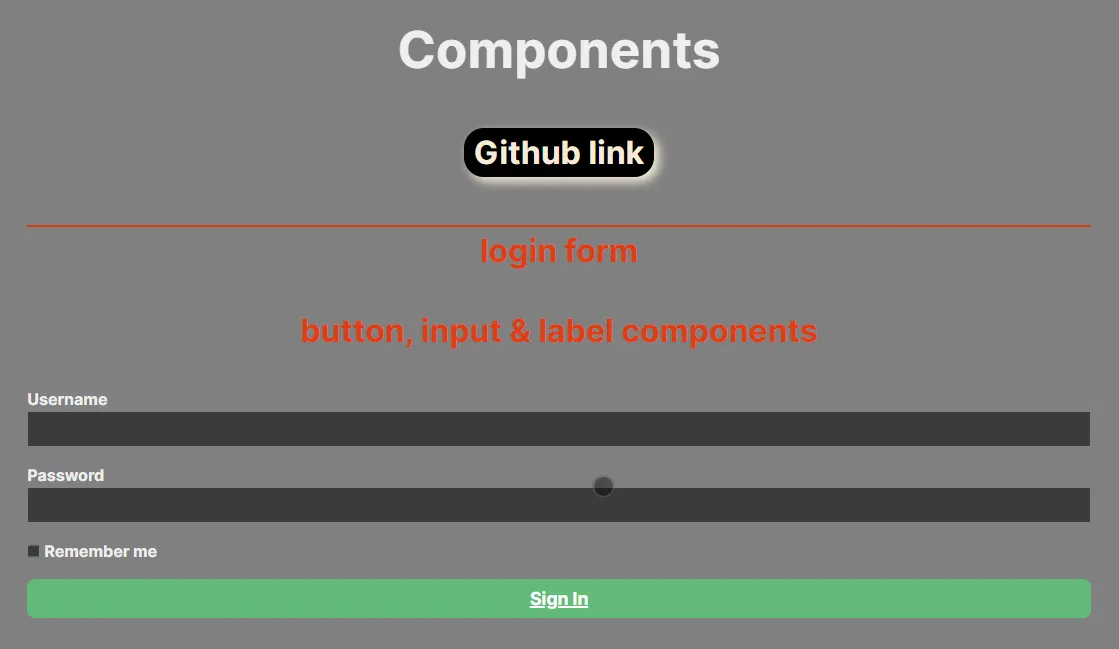 Components
Github link
login form
button, input & label components
Username
Password
Remember me
Sign In